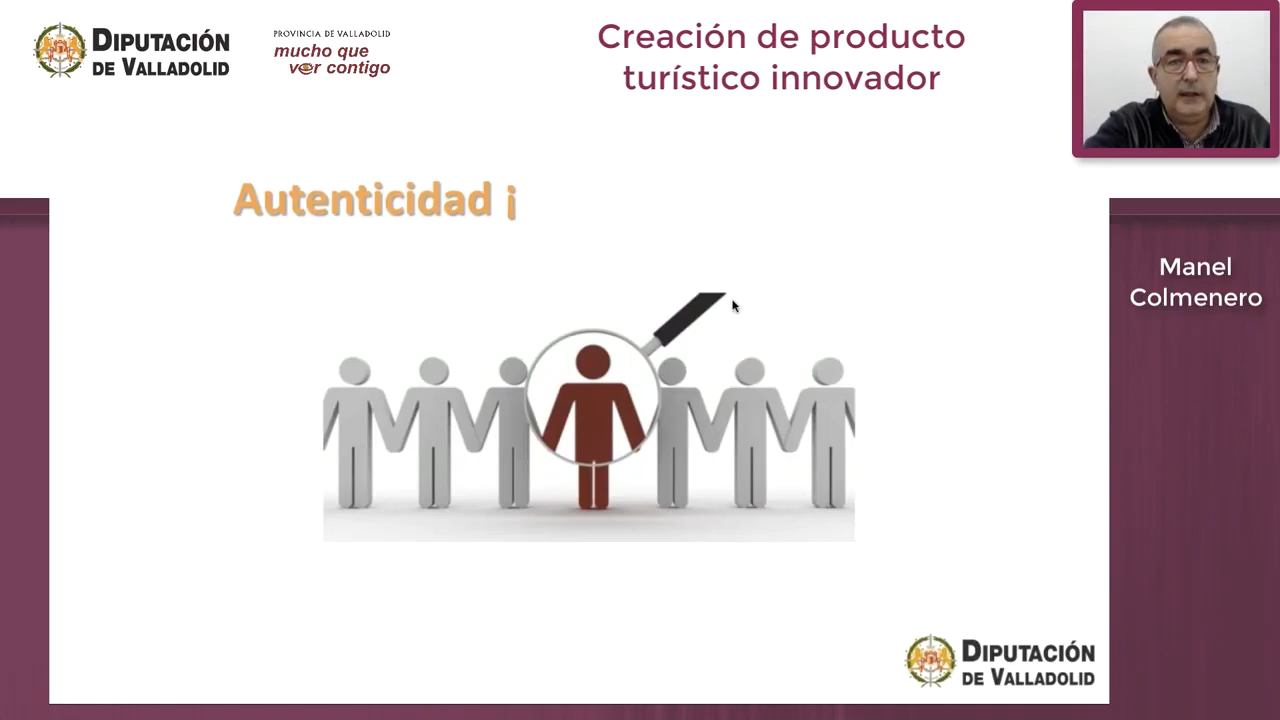 DIPUTACIÓN
DE VALLADOLID
PROVINCIA DE VALLADOLID
mucho que
ver contigo
Creación de producto
turístico innovador
Autenticidad ¡
Manel
Colmenero
DIPUTACIÓN
DE VALLADOLID